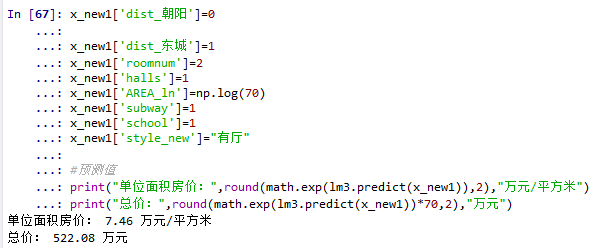 In [67]: x_new1['dist_朝阳']=0
    ...:
    ...: x_new1['dist_东城']=1
    ...: x_new1['roomnum']=2
    ...: x_new1['halls']=1
    ...: x_new1['AREA_ln']=np.log(70)
    ...: x_new1['subway']=1
    ...: x_new1['school']=1
    ...: x_new1['style_new']="有厅"
    ...:
    ...: #预测值
    ...: print("单位面积房价：",round(math.exp(lm3.predict(x_new1)),2),"万元/平方米")
    ...: print("总价：",round(math.exp(lm3.predict(x_new1))*70,2),"万元")
单位面积房价： 7.46 万元/平方米
总价： 522.08 万元